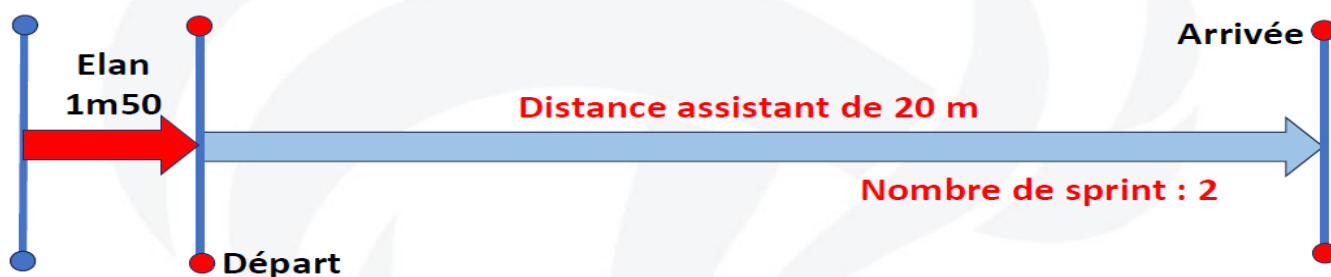 Arrivée
Elan
1m50
Distance assistant de 20 m
Nombre de sprint : 2
Départ